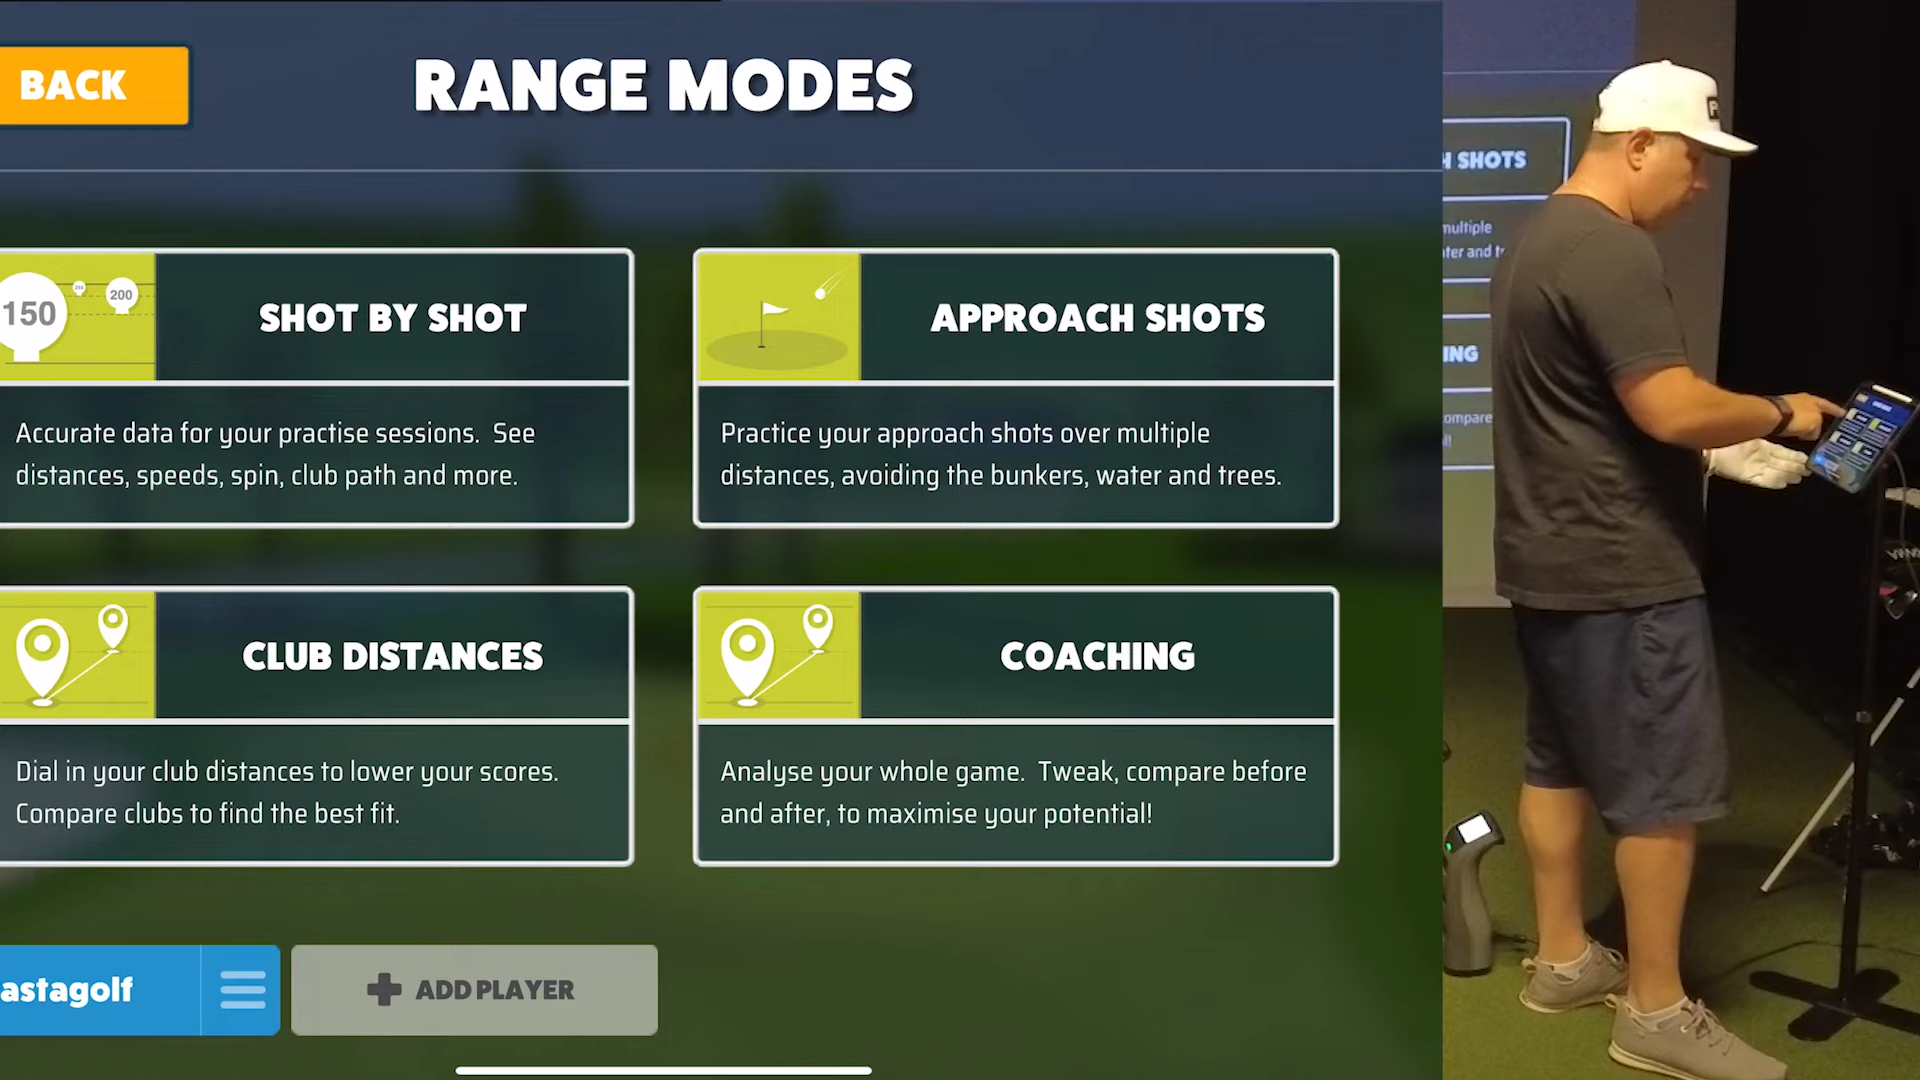 BACK
RANGE MODES
150
200
SHOT BY SHOT
Accurate data for your practise sessions. See
distances, speeds, spin, club path and more.
APPROACH SHOTS
Practice your approach shots over multiple
distances, avoiding the bunkers, water and trees.
CLUB DISTANCES
Dial in your club distances to lower your scores.
Compare clubs to find the best fit.
COACHING
Analyse your whole game. Tweak, compare before
and after, to maximise your potential!
astagolf
ADD PLAYER
H SHOTS
multiple
ter and tr
ING
compare